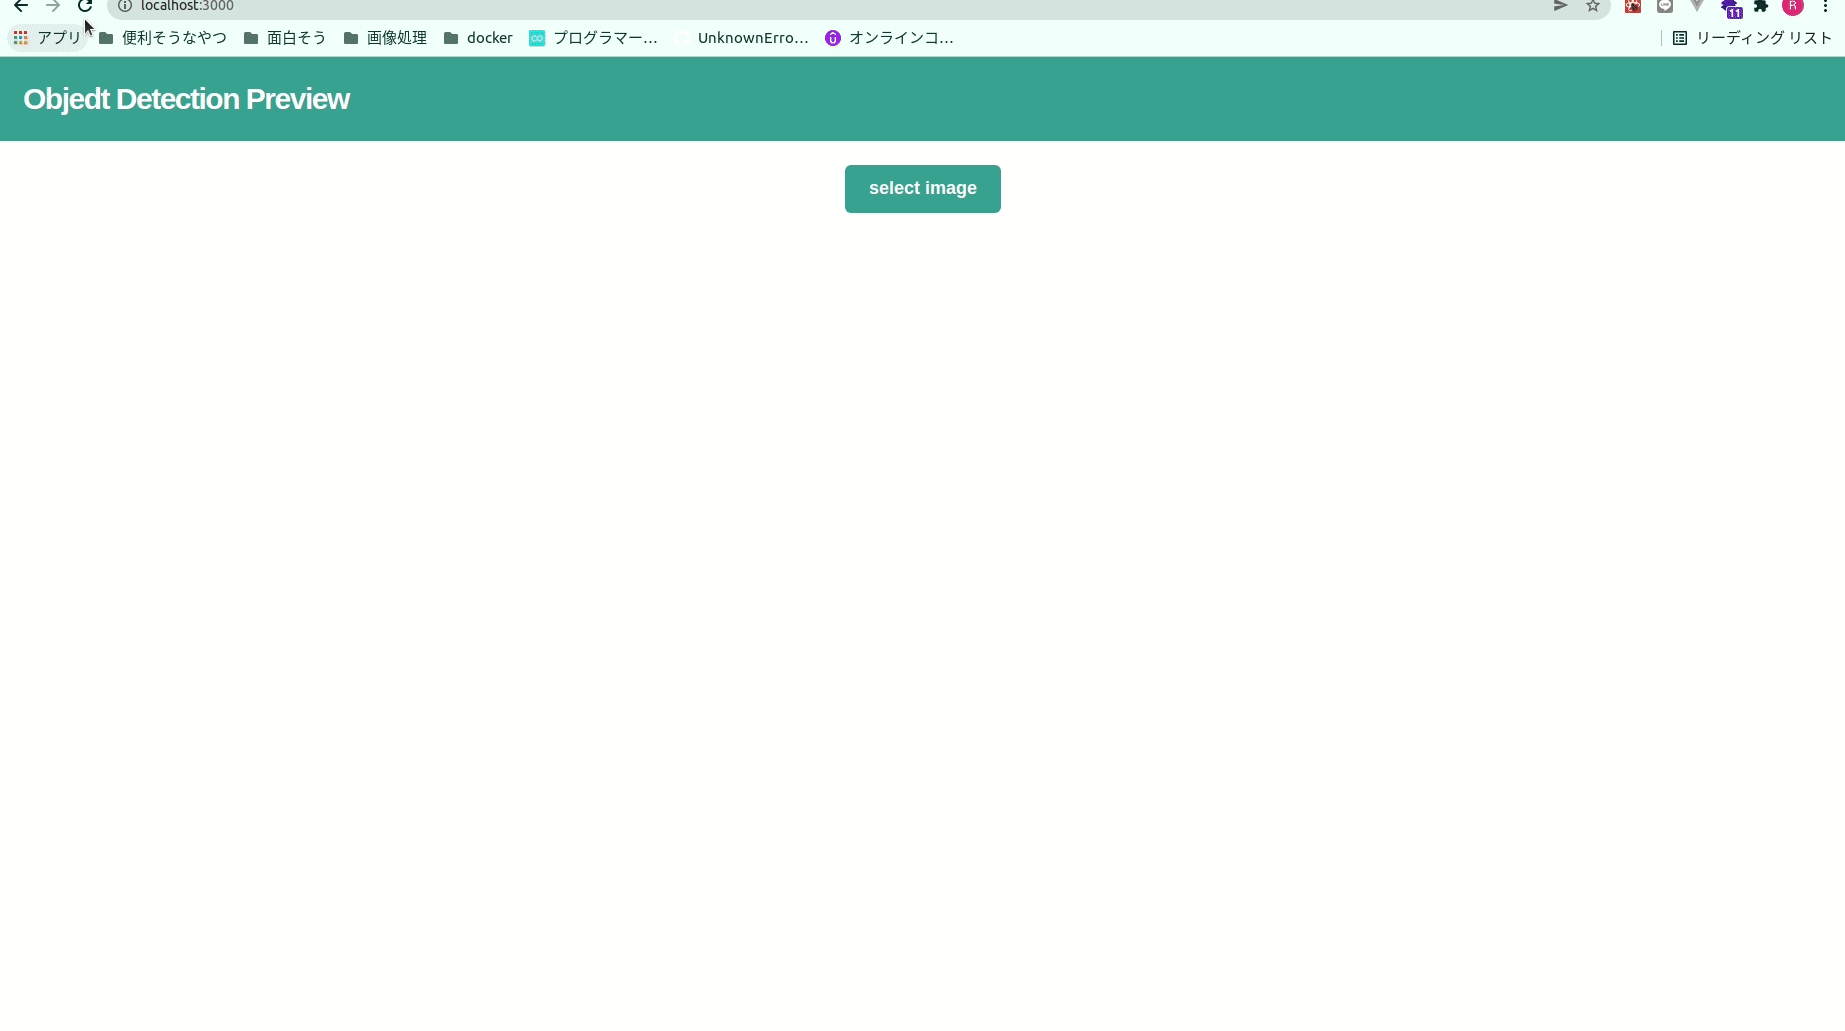 localhost:3000
アプリ 便利そうなやつ 面白そう 画像処理 docker プログラマー... UnknownErro... オンラインコ... リーディング リスト
11
R
Objedt Detection Preview
select image